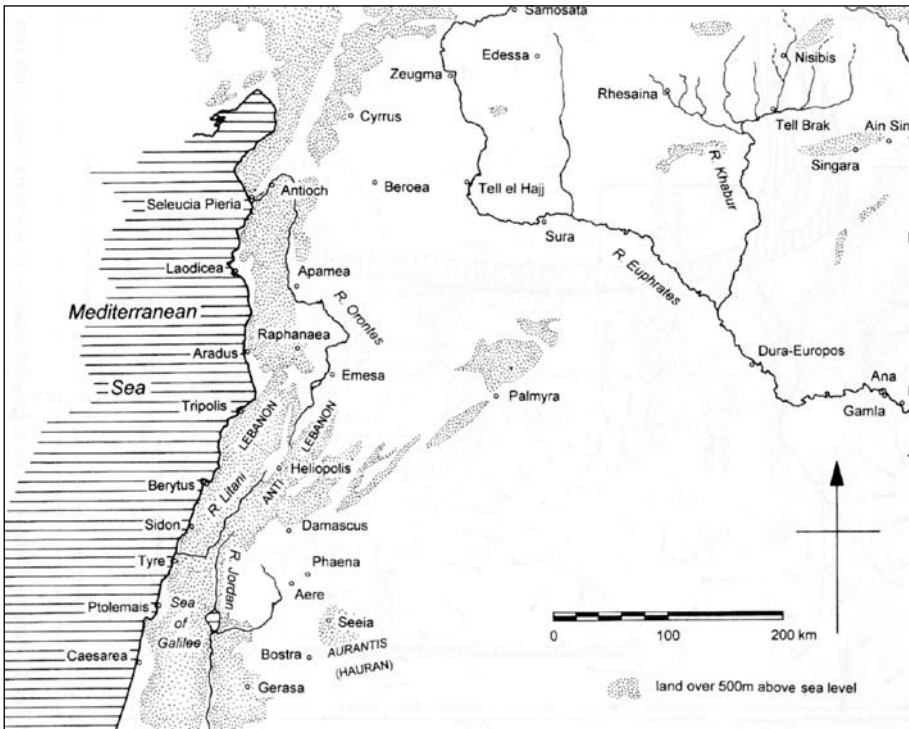 Samosata
Edessa
Nisibis
Zeugma
Rhesaina
Cyrrus
Tell Brak
Ain Sin
Singara
R. Khabur
Antioch
Beroea
Tell el Hajj
Seleucia Pieria
Sura
Laodicea
Apamea
R. Euphrates
R. Orontes
Mediterranean
Raphanaea
Aradus
Dura-Europos
Emesa
Sea
Ana
Palmyra
Tripolis
Gamla
LEBANON
LEBANON
Heliopolis
ANTI
Berytus
R. Litani
Sidon
Damascus
Tyre
R. Jordan
Phaena
Aere
Ptolemais
Sea
of
Galilee
Seeia
0 100 200 km
AURANTIS
(HAURAN)
Caesarea
Bostra
Gerasa
land over 500m above sea level